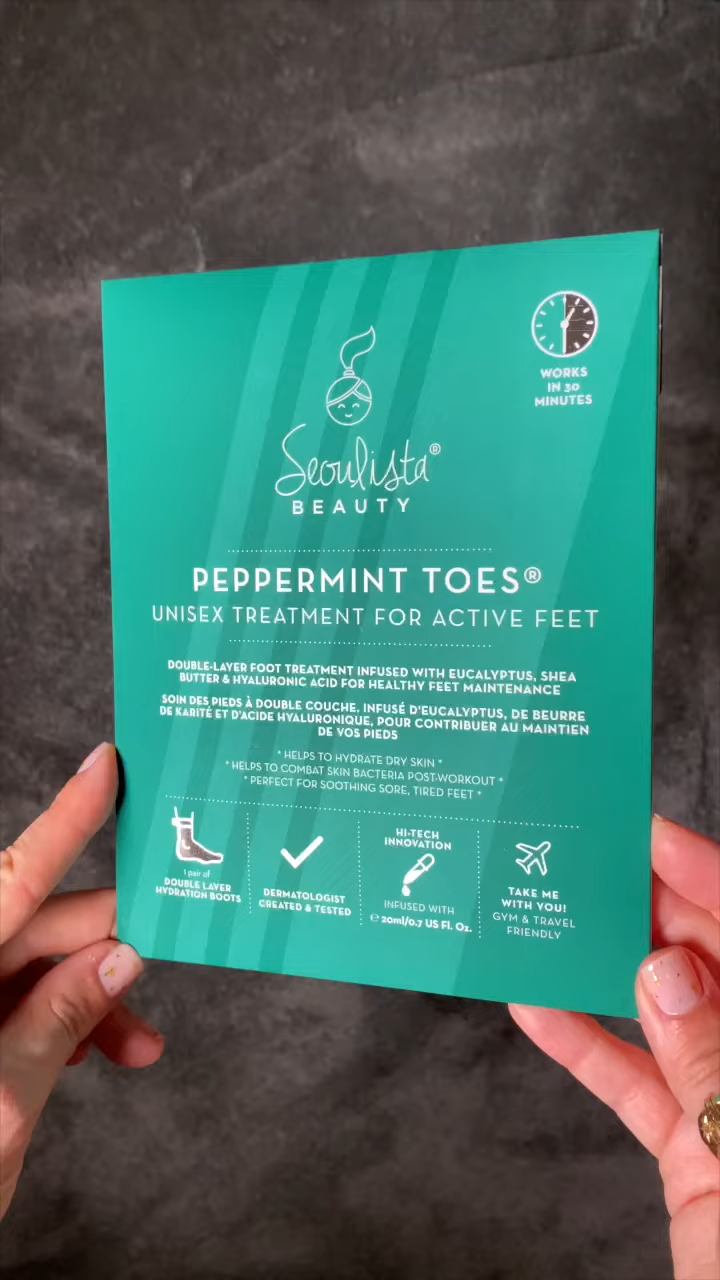 WORKS
IN 30
MINUTES
Seoulista®
BEAUTY
PEPPERMINT TOES®
UNISEX TREATMENT FOR ACTIVE FEET
DOUBLE-LAYER FOOT TREATMENT INFUSED WITH EUCALYPTUS, SHEA
BUTTER & HYALURONIC ACID FOR HEALTHY FEET MAINTENANCE
SOIN DES PIEDS À DOUBLE COUCHE, INFUSÉ D'EUCALYPTUS, DE BEURRE
DE KARITÉ ET D'ACIDE HYALURONIQUE, POUR CONTRIBUER AU MAINTIEN
DE VOS PIEDS
* HELPS TO HYDRATE DRY SKIN *
* HELPS TO COMBAT SKIN BACTERIA POST-WORKOUT *
* PERFECT FOR SOOTHING SORE, TIRED FEET *
1 pair of
DOUBLE LAYER
HYDRATION BOOTS
DERMATOLOGIST
CREATED & TESTED
HI-TECH
INNOVATION
INFUSED WITH
℮ 20ml/0.7 US Fl. Oz.
TAKE ME
WITH YOU!
GYM & TRAVEL
FRIENDLY